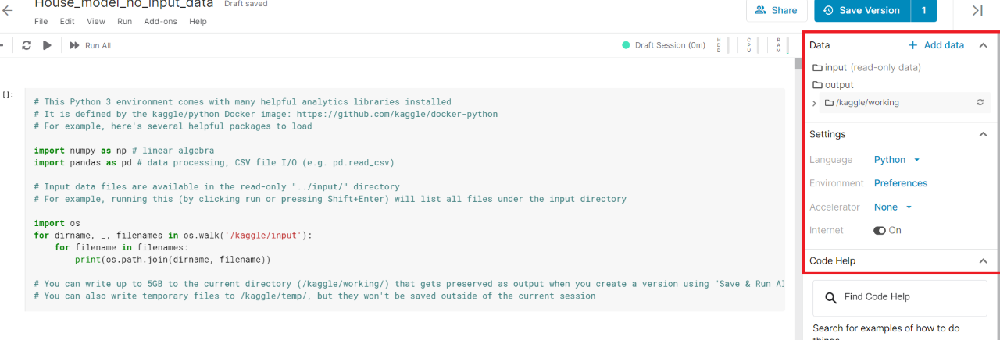 House_model_no_input_data
Draft saved
File Edit View Run Add-ons Help
Share
Save Version 1
Run All
Draft Session (0m)
HDD
CPU
RAM
[]:
# This Python 3 environment comes with many helpful analytics libraries installed
# It is defined by the kaggle/python Docker image: https://github.com/kaggle/docker-python
# For example, here's several helpful packages to load
import numpy as np # linear algebra
import pandas as pd # data processing, CSV file I/O (e.g. pd.read_csv)
# Input data files are available in the read-only "../input/" directory
# For example, running this (by clicking run or pressing Shift+Enter) will list all files under the input directory
import os
for dirname, _, filenames in os.walk('/kaggle/input'):
for filename in filenames:
print(os.path.join(dirname, filename))
# You can write up to 5GB to the current directory (/kaggle/working/) that gets preserved as output when you create a version using "Save & Run Al
# You can also write temporary files to /kaggle/temp/, but they won't be saved outside of the current session
Data
+ Add data
input (read-only data)
output
/kaggle/working
Settings
Language Python
Environment Preferences
Accelerator None
Internet On
Code Help
Find Code Help
Search for examples of how to do
things